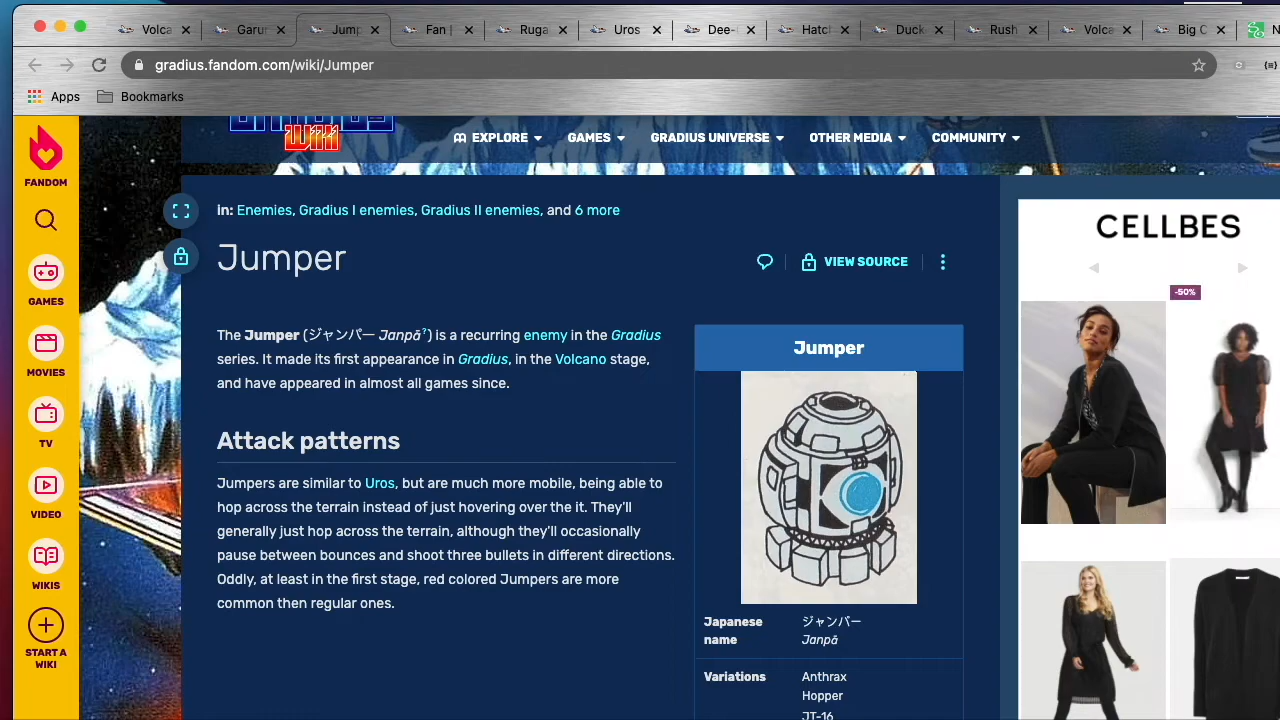 Volca
Garu
Jump
Fan |
Ruga
Uros
Dee-
Hatch
Duck
Rush
Volca
Big C
N
gradius.fandom.com/wiki/Jumper
Apps
Bookmarks
EXPLORE
GAMES
GRADIUS UNIVERSE
OTHER MEDIA
COMMUNITY
FANDOM
GAMES
MOVIES
TV
VIDEO
WIKIS
START A
WIKI
in: Enemies, Gradius I enemies, Gradius II enemies, and 6 more
Jumper
VIEW SOURCE
The Jumper (ジャンパー Janpā?) is a recurring enemy in the Gradius
series. It made its first appearance in Gradius, in the Volcano stage,
and have appeared in almost all games since.
Attack patterns
Jumpers are similar to Uros, but are much more mobile, being able to
hop across the terrain instead of just hovering over the it. They'll
generally just hop across the terrain, although they'll occasionally
pause between bounces and shoot three bullets in different directions.
Oddly, at least in the first stage, red colored Jumpers are more
common then regular ones.
Jumper
Japanese
name
ジャンパー
Janpā
Variations
Anthrax
Hopper
JT-16
CELLBES
-50%